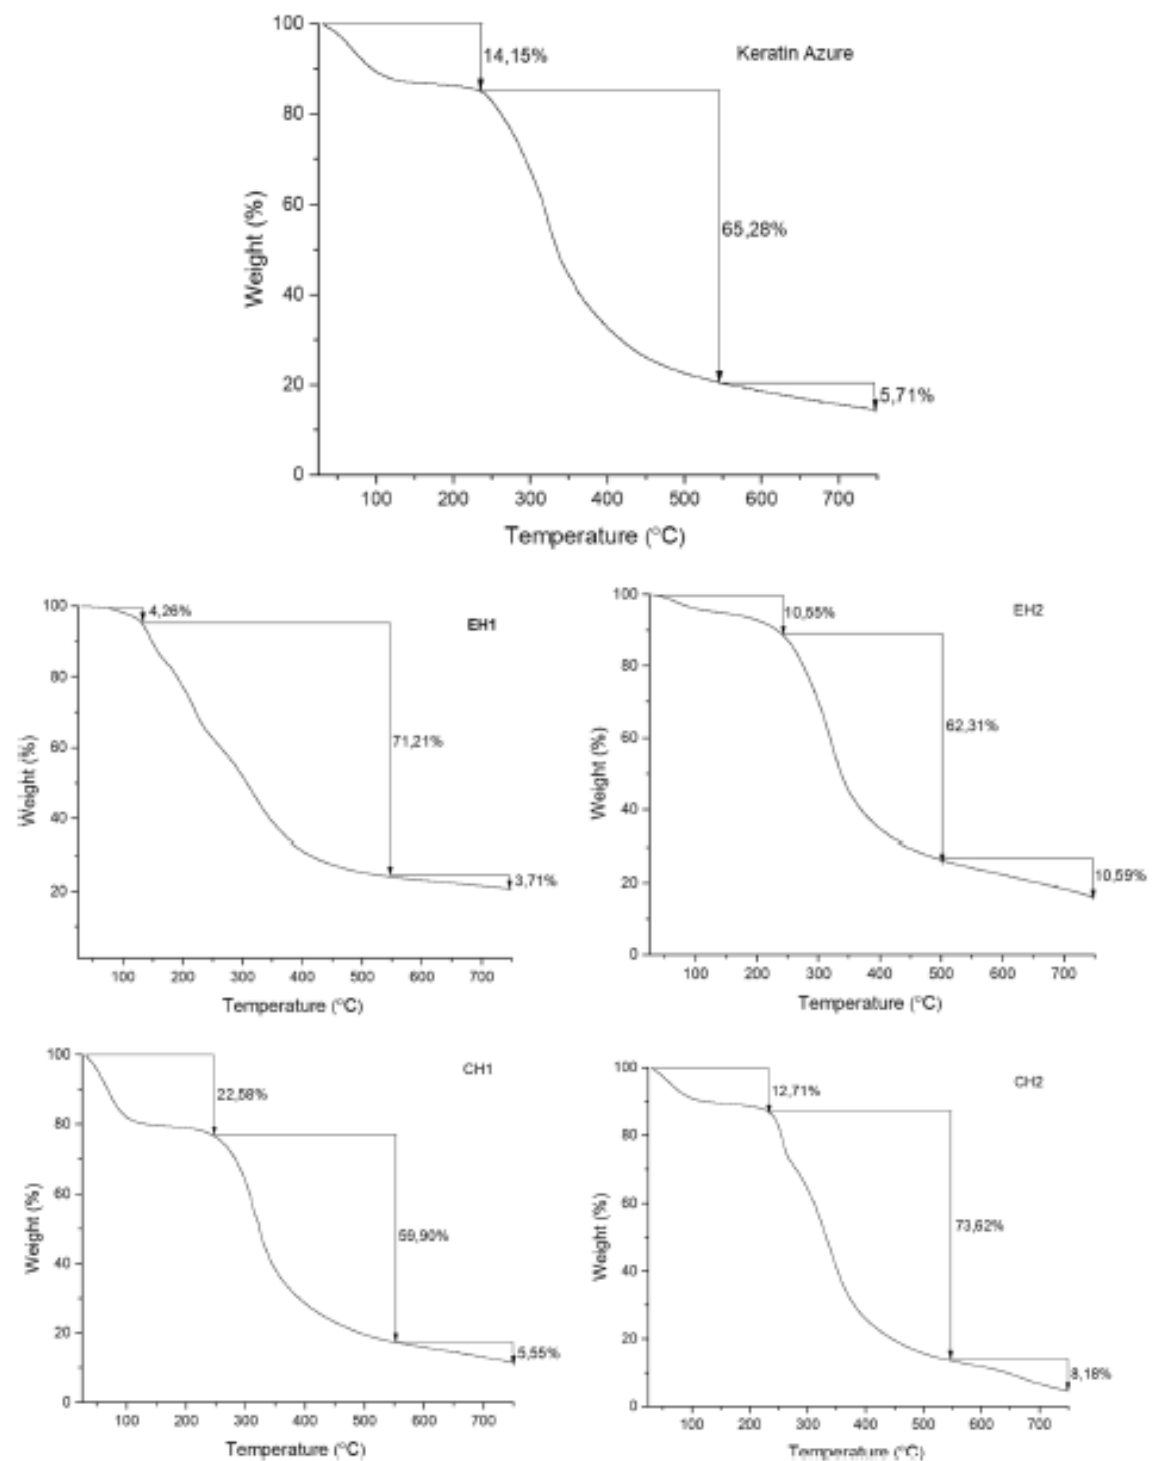 100
14,15%
Keratin Azure
80
60
65,28%
40
20
5,71%
0
Weight (%)
100 200 300 400 500 600 700
Temperature (°C)
100
4,26%
EH1
80
71,21%
60
40
20
3,71%
Weight (%)
100 200 300 400 500 600 700
Temperature (°C)
100
10,55%
EH2
80
62,31%
60
40
20
10,59%
0
Weight (%)
100 200 300 400 500 600 700
Temperature (°C)
100
CH1
22,58%
80
60
59,90%
40
20
5,55%
0
Weight (%)
100 200 300 400 500 600 700
Temperature (°C)
100
12,71%
CH2
80
60
73,62%
40
20
8,18%
0
Weight (%)
100 200 300 400 500 600 700
Temperature (°C)